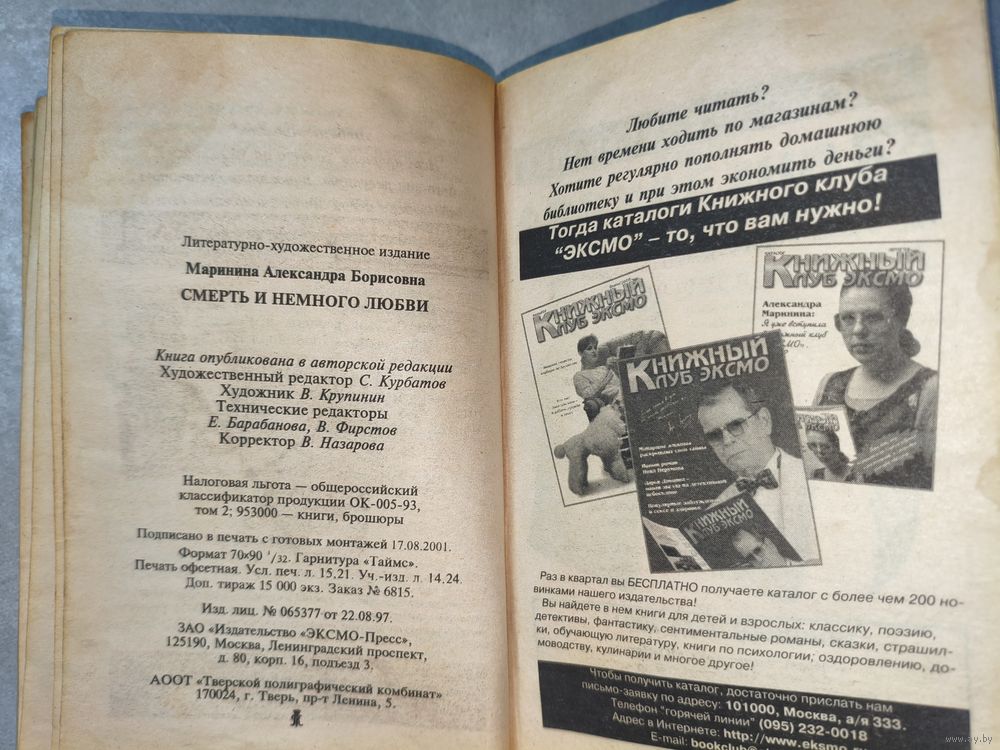 Литературно-художественное издание
Маринина Александра Борисовна
СМЕРТЬ И НЕМНОГО ЛЮБВИ
Книга опубликована в авторской редакции
Художественный редактор С. Курбатов
Художник В. Крупинин
Технические редакторы
Е. Барабанова, В. Фирстов
Корректор В. Назарова
Налоговая льгота — общероссийский
классификатор продукции ОК-005-93,
том 2; 953000 — книги, брошюры
Подписано в печать с готовых монтажей 17.08.2001.
Формат 70×90 1/32. Гарнитура «Таймс».
Печать офсетная. Усл. печ. л. 15,21. Уч.-изд. л. 14,24.
Доп. тираж 15 000 экз. Заказ № 6815.
Изд. лиц. № 065377 от 22.08.97.
ЗАО «Издательство «ЭКСМО-Пресс»,
125190, Москва, Ленинградский проспект,
д. 80, корп. 16, подъезд 3.
АООТ «Тверской полиграфический комбинат»
170024, г. Тверь, пр-т Ленина, 5.
Любите читать?
Нет времени ходить по магазинам?
Хотите регулярно пополнять домашнюю
библиотеку и при этом экономить деньги?
Тогда каталоги Книжного клуба
"ЭКСМО" – то, что вам нужно!
КНИЖНЫЙ
КЛУБ ЭКСМО
КНИЖНЫЙ
КЛУБ ЭКСМО
Александра
Маринина:
Я уже вступила
КНИЖНЫЙ
КЛУБ ЭКСМО
КНИЖНЫЙ
Раз в квартал вы БЕСПЛАТНО получаете каталог с более чем 200 но-
винками нашего издательства!
Вы найдете в нем книги для детей и взрослых: классику, поэзию,
детективы, фантастику, сентиментальные романы, сказки, страшил-
ки, обучающую литературу, книги по психологии, оздоровлению, до-
моводству, кулинарии и многое другое!
Чтобы получить каталог, достаточно прислать нам
письмо-заявку по адресу: 101000, Москва, а/я 333.
Телефон "горячей линии" (095) 232-0018
Адрес в Интернете: http://www.eksmo.ru
E-mail: bookclub@
www.ay.by